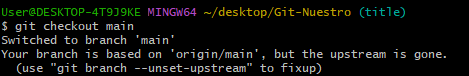 User@DESKTOP-4T9J9KE MINGW64 ~/desktop/Git-Nuestro (title)
$ git checkout main
Switched to branch 'main'
Your branch is based on 'origin/main', but the upstream is gone.
  (use "git branch --unset-upstream" to fixup)